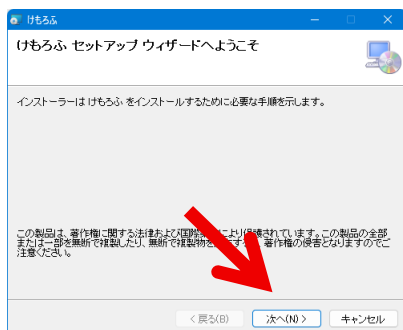 けもろふ
けもろふ セットアップ ウィザードへようこそ
インストーラーは けもろふ をインストールするために必要な手順を示します。
この製品は、著作権に関する法律および国際 により保護されています。この製品の全部
または一部を無断で複製したり、無断で複製物を 著作権の侵害となりますのでご
注意ください。
< 戻る(B)
次へ(N) >
キャンセル